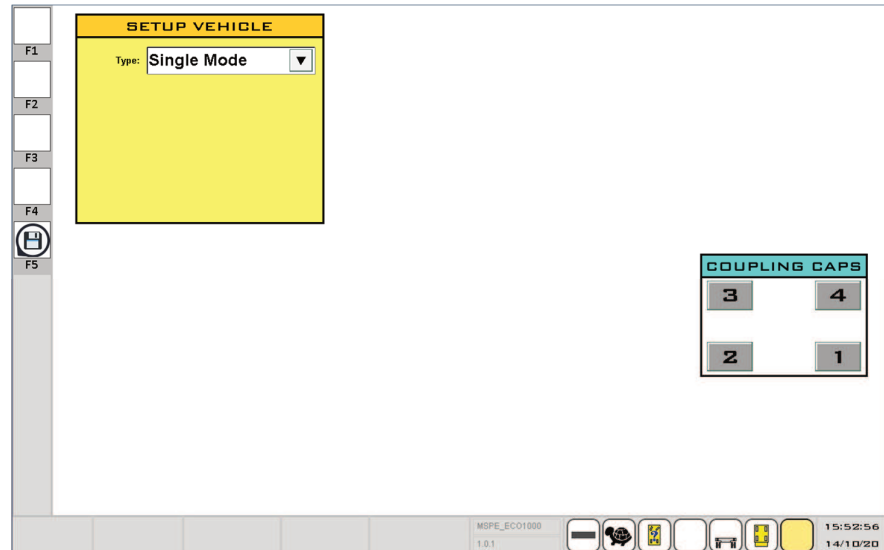 F1
F2
F3
F4
F5
SETUP VEHICLE
Type: Single Mode
COUPLING CAPS
3 4
2 1
MSPE_ECO1000
1.0.1
?
15:52:56
14/10/20